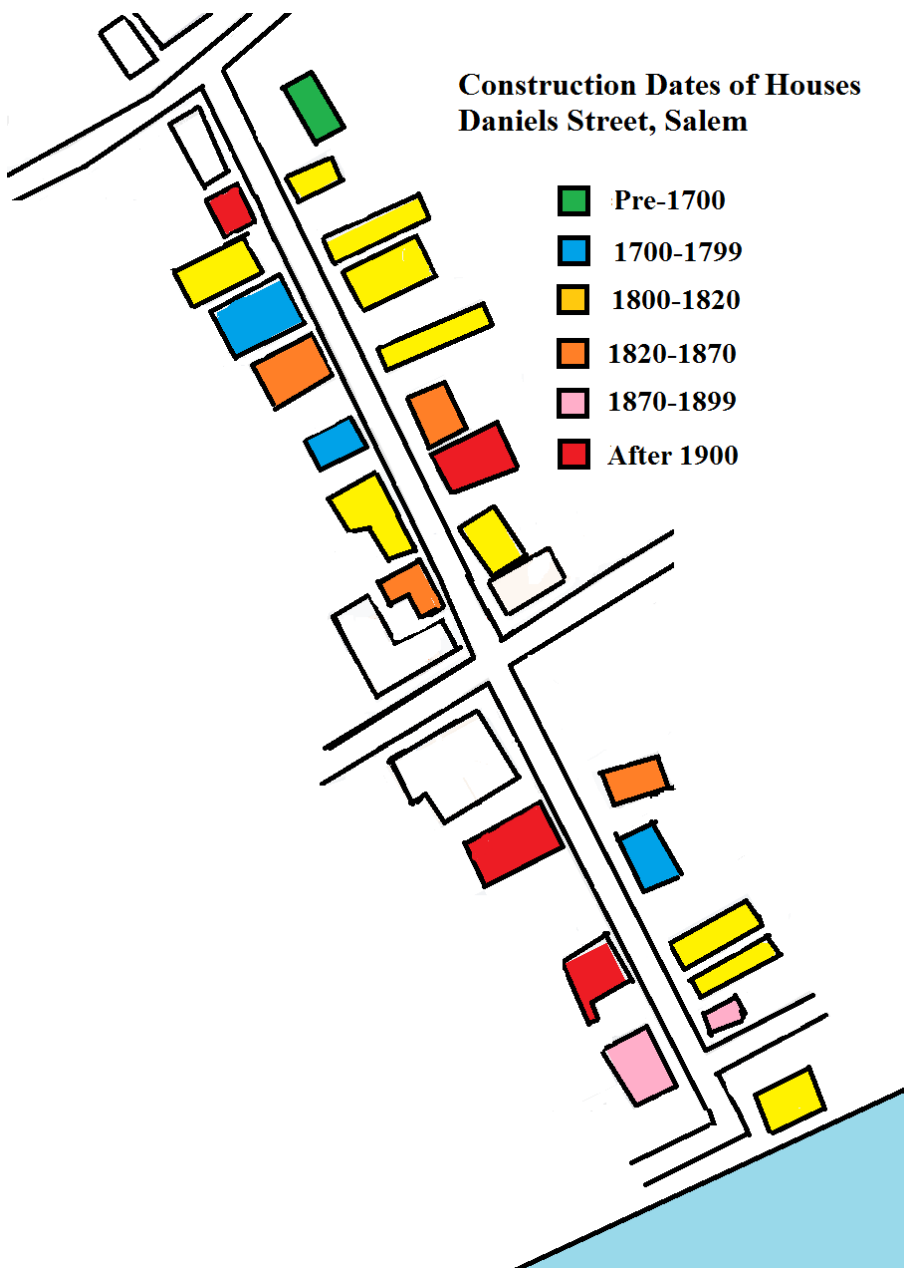 Construction Dates of Houses
Daniels Street, Salem
Pre-1700
1700-1799
1800-1820
1820-1870
1870-1899
After 1900